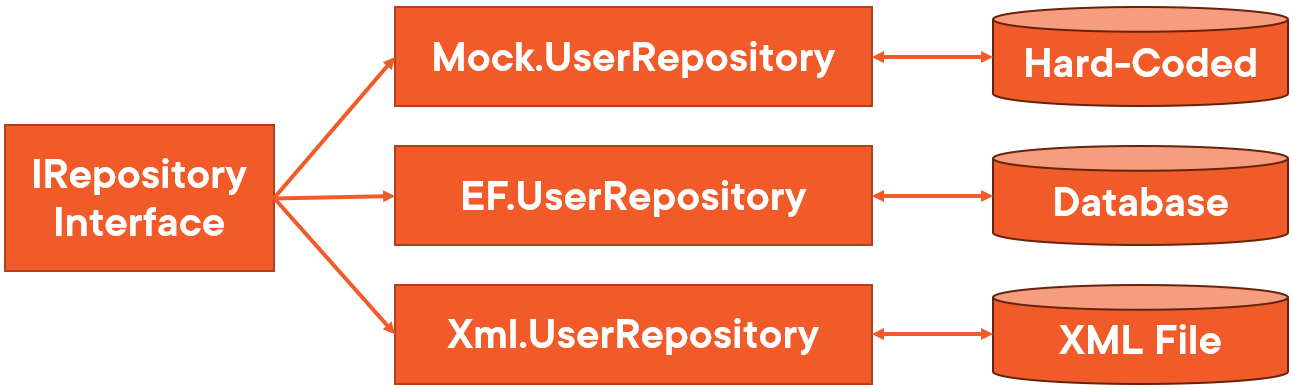 IRepository
Interface
Mock.UserRepository
Hard-Coded
EF.UserRepository
Database
Xml.UserRepository
XML File